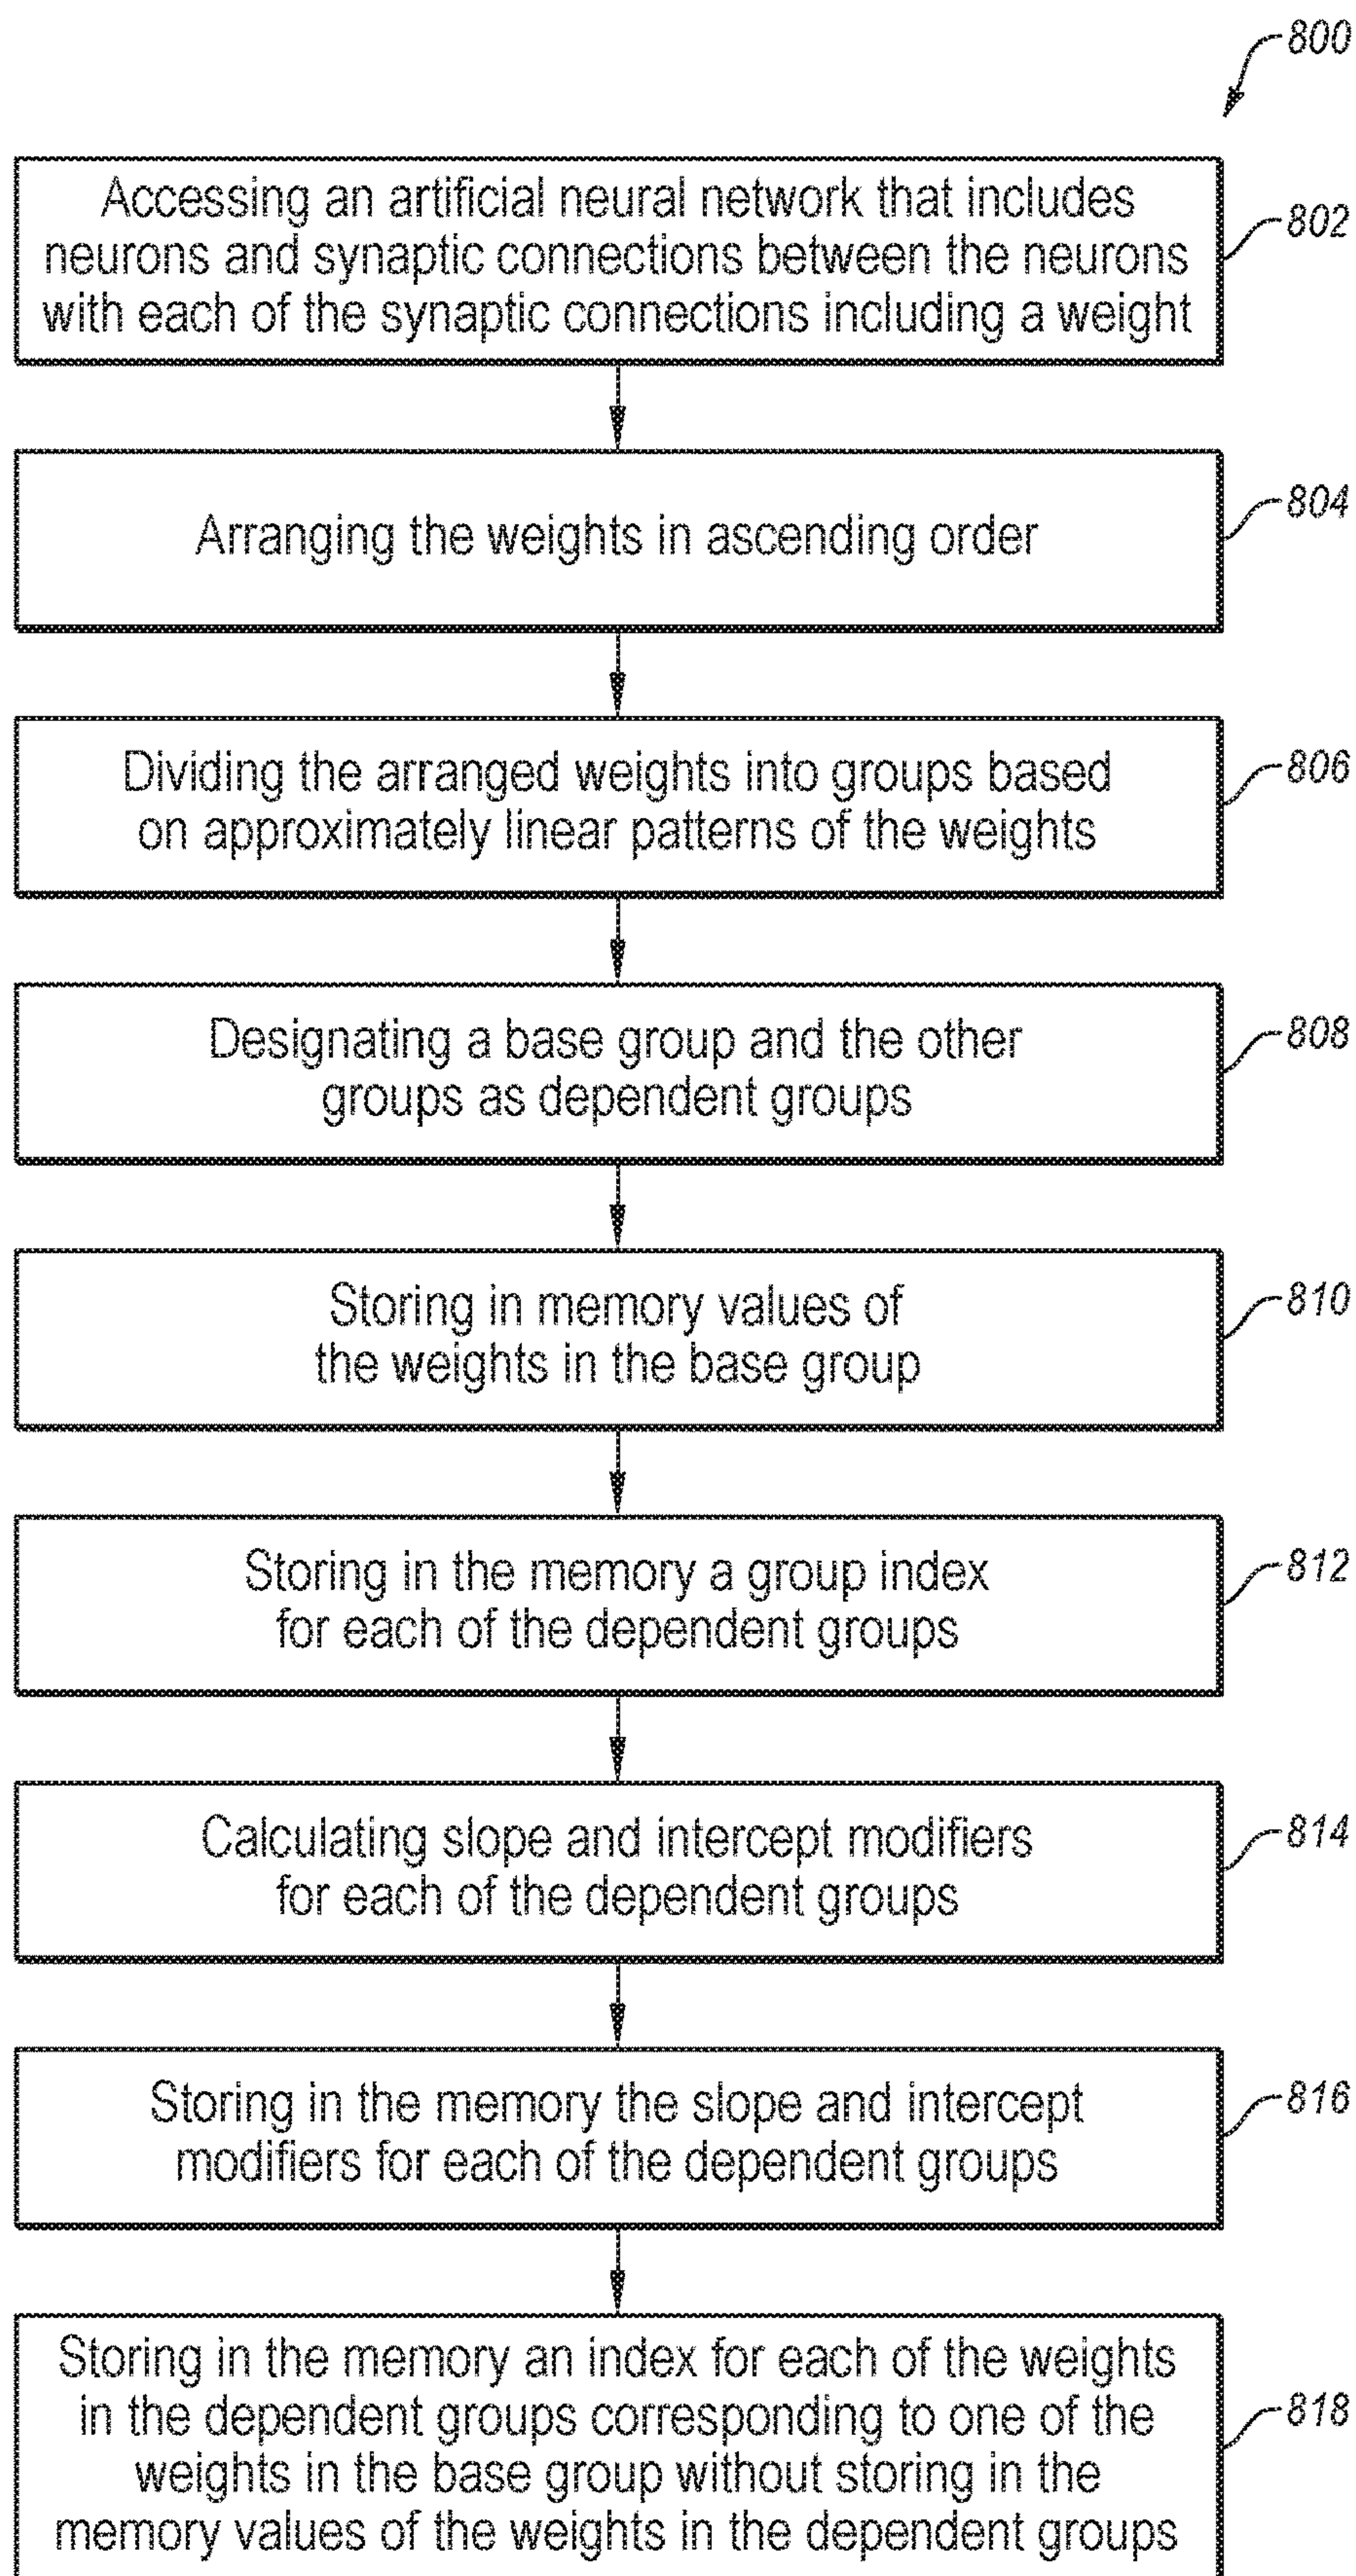 800
Accessing an artificial neural network that includes
neurons and synaptic connections between the neurons
with each of the synaptic connections including a weight
802
Arranging the weights in ascending order
804
Dividing the arranged weights into groups based
on approximately linear patterns of the weights
806
Designating a base group and the other
groups as dependent groups
808
Storing in memory values of
the weights in the base group
810
Storing in the memory a group index
for each of the dependent groups
812
Calculating slope and intercept modifiers
for each of the dependent groups
814
Storing in the memory the slope and intercept
modifiers for each of the dependent groups
816
Storing in the memory an index for each of the weights
in the dependent groups corresponding to one of the
weights in the base group without storing in the
memory values of the weights in the dependent groups
818